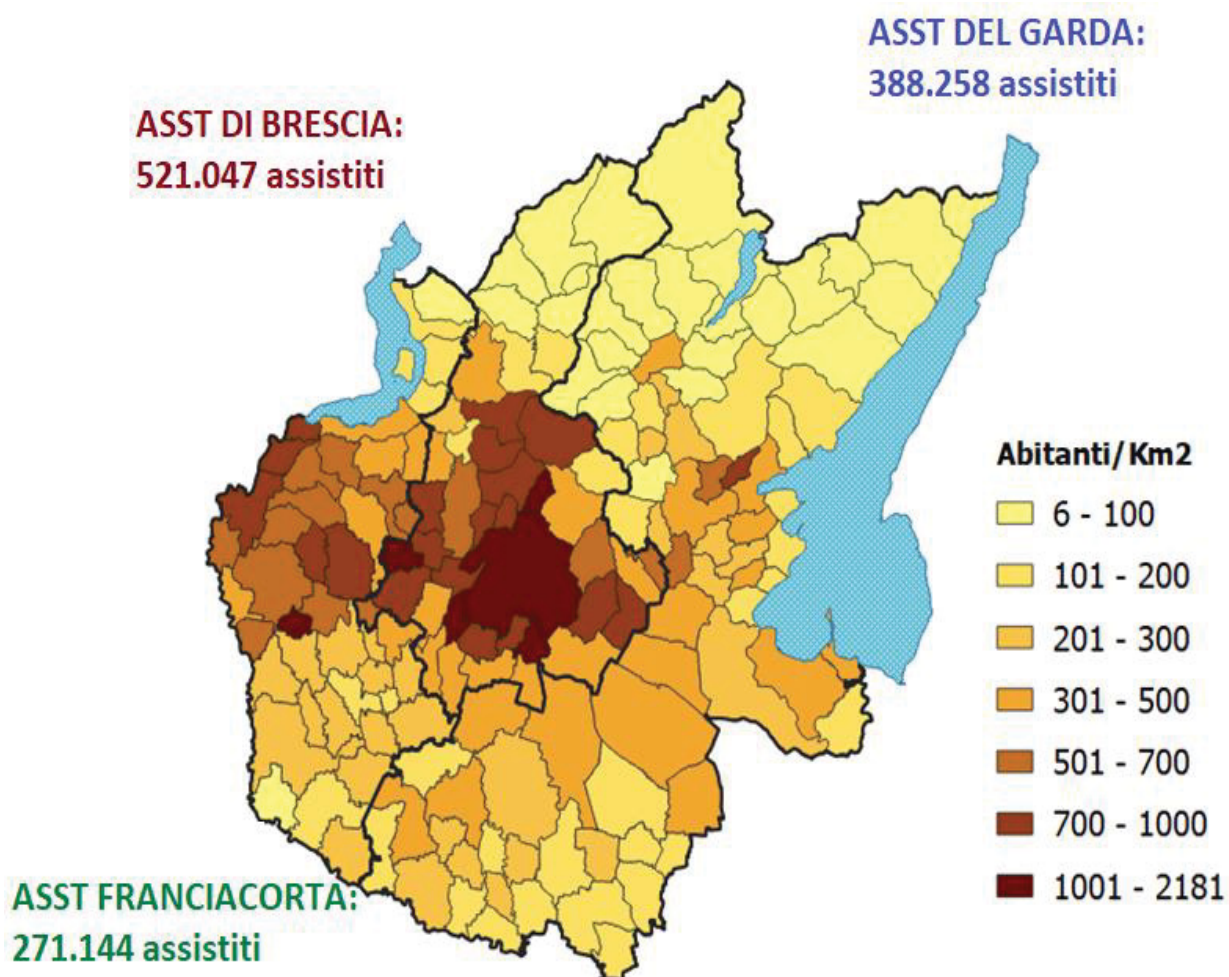 ASST DEL GARDA:
388.258 assistiti
ASST DI BRESCIA:
521.047 assistiti
Abitanti/Km2
6 - 100
101 - 200
201 - 300
301 - 500
501 - 700
700 - 1000
1001 - 2181
ASST FRANCIACORTA:
271.144 assistiti